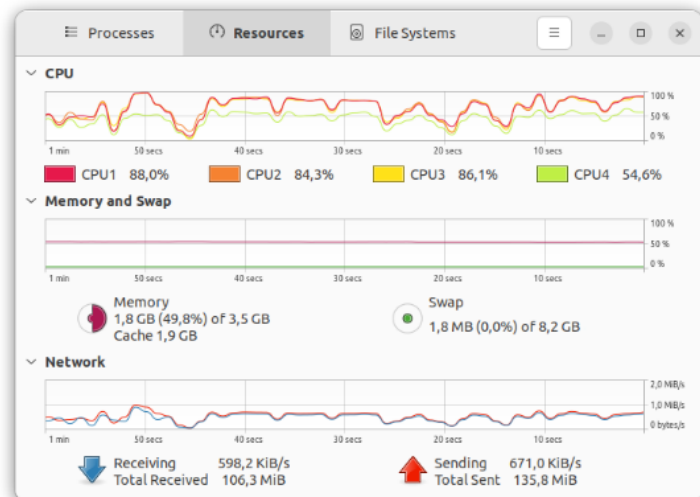 Processes Resources File Systems
CPU
100 %
50 %
0 %
1 min 50 secs 40 secs 30 secs 20 secs 10 secs
CPU1 88,0% CPU2 84,3% CPU3 86,1% CPU4 54,6%
Memory and Swap
100 %
50 %
0 %
1 min 50 secs 40 secs 30 secs 20 secs 10 secs
Memory
1,8 GB (49,8%) of 3,5 GB
Cache 1,9 GB
Swap
1,8 MB (0,0%) of 8,2 GB
Network
2,0 MiB/s
1,0 MiB/s
0 bytes/s
1 min 50 secs 40 secs 30 secs 20 secs 10 secs
Receiving 598,2 KiB/s
Total Received 106,3 MiB
Sending 671,0 KiB/s
Total Sent 135,8 MiB